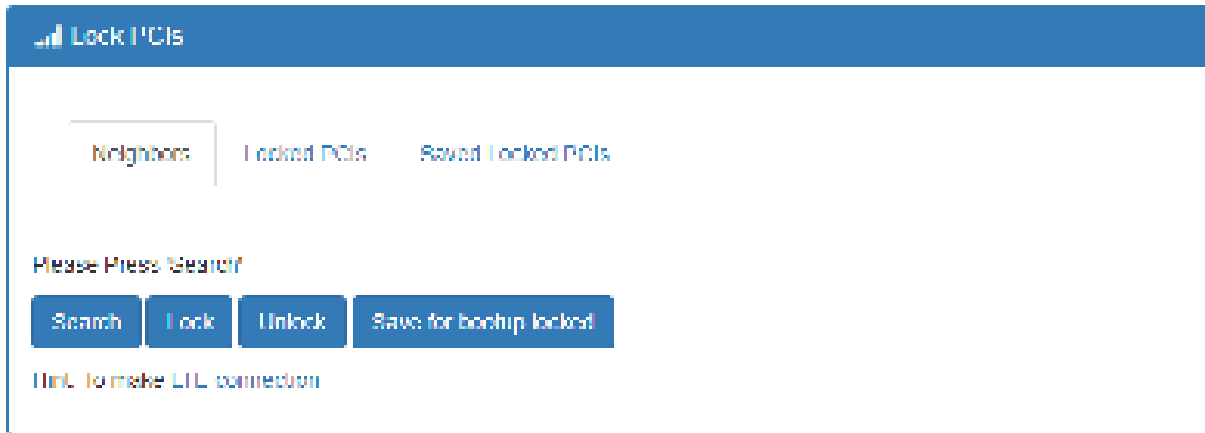 Lock PCIs
Neighbors Locked PCIs Saved Locked PCIs
Please Press 'Search'
Search Lock Unlock Save for bootup locked
Hint: To make LTE connection